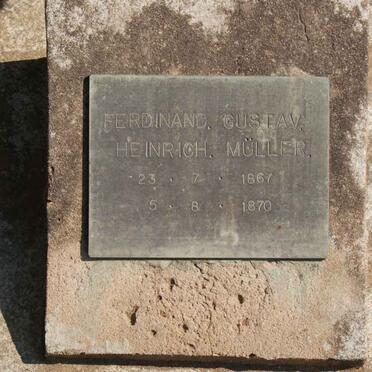 FERDINAND. GUSTAV.
HEINRICH. MÜLLER.
23 · 7 · 1867
5 · 8 · 1870